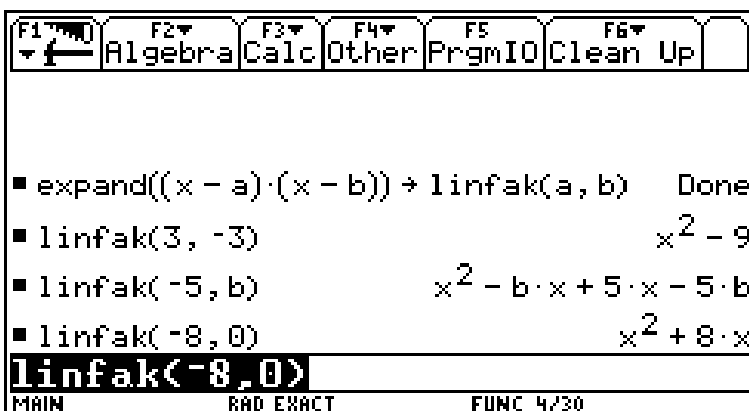 F1 F2 F3 F4 F5 F6
Algebra Calc Other PrgmIO Clean Up
▪ expand((x − a)·(x − b)) → linfak(a, b) Done
▪ linfak(3, ⁻3) x² − 9
▪ linfak(⁻5, b) x² − b·x + 5·x − 5·b
▪ linfak(⁻8, 0) x² + 8·x
linfak(⁻8,0)
MAIN RAD EXACT FUNC 4/30